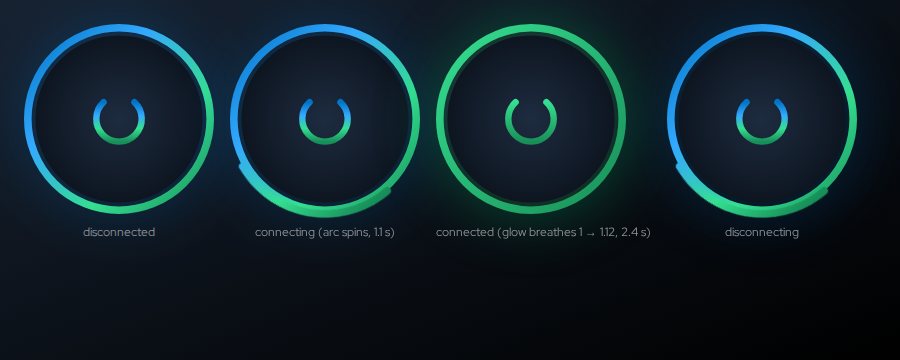 disconnected
connecting (arc spins, 1.1 s)
connected (glow breathes 1 → 1.12, 2.4 s)
disconnecting